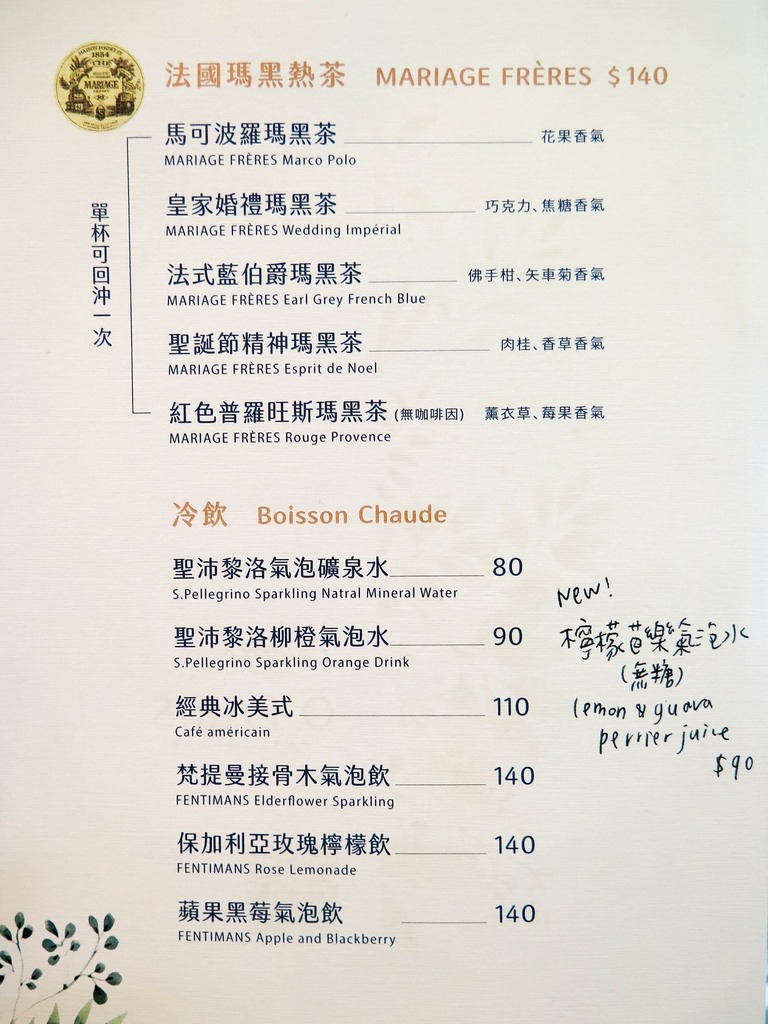 MAISON FONDÉE EN
1854
THE
MARIAGE
法國瑪黑熱茶 MARIAGE FRÈRES $140
單杯可回沖一次
馬可波羅瑪黑茶 花果香氣
MARIAGE FRÈRES Marco Polo
皇家婚禮瑪黑茶 巧克力、焦糖香氣
MARIAGE FRÈRES Wedding Impérial
法式藍伯爵瑪黑茶 佛手柑、矢車菊香氣
MARIAGE FRÈRES Earl Grey French Blue
聖誕節精神瑪黑茶 肉桂、香草香氣
MARIAGE FRÈRES Esprit de Noel
紅色普羅旺斯瑪黑茶 (無咖啡因) 薰衣草、莓果香氣
MARIAGE FRÈRES Rouge Provence
冷飲 Boisson Chaude
聖沛黎洛氣泡礦泉水 80
S.Pellegrino Sparkling Natral Mineral Water
聖沛黎洛柳橙氣泡水 90
S.Pellegrino Sparkling Orange Drink
經典冰美式 110
Café américain
梵提曼接骨木氣泡飲 140
FENTIMANS Elderflower Sparkling
保加利亞玫瑰檸檬飲 140
FENTIMANS Rose Lemonade
蘋果黑莓氣泡飲 140
FENTIMANS Apple and Blackberry
New!
檸檬芭樂氣泡水
(無糖)
lemon & guava
perrier juice
$90